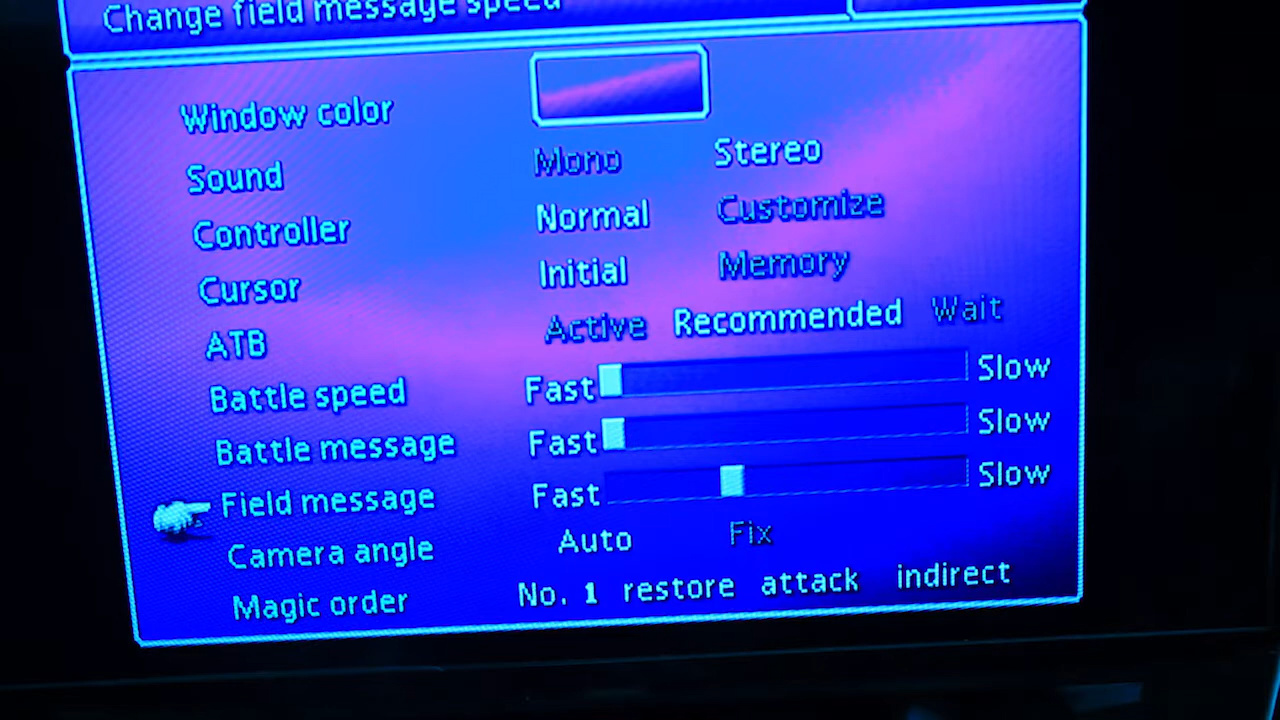 Change field message speed
Window color
Sound Mono Stereo
Controller Normal Customize
Cursor Initial Memory
ATB Active Recommended Wait
Battle speed Fast Slow
Battle message Fast Slow
Field message Fast Slow
Camera angle Auto Fix
Magic order No. 1 restore attack indirect